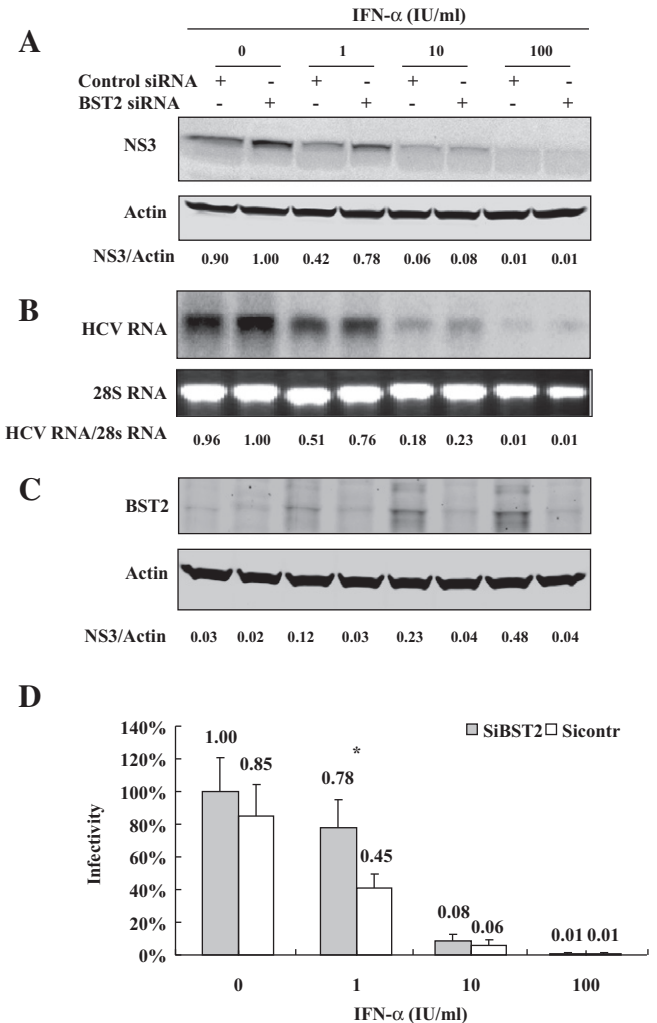 IFN-α (IU/ml)
A
0 1 10 100
Control siRNA + - + - + - + -
BST2 siRNA - + - + - + - +
NS3
Actin
NS3/Actin 0.90 1.00 0.42 0.78 0.06 0.08 0.01 0.01
B
HCV RNA
28S RNA
HCV RNA/28s RNA 0.96 1.00 0.51 0.76 0.18 0.23 0.01 0.01
C
BST2
Actin
NS3/Actin 0.03 0.02 0.12 0.03 0.23 0.04 0.48 0.04
D
140%
120%
100%
80%
60%
40%
20%
0%
Infectivity
SiBST2 Sicontr
1.00 0.85
* 0.78 0.45
0.08 0.06
0.01 0.01
0 1 10 100
IFN-α (IU/ml)